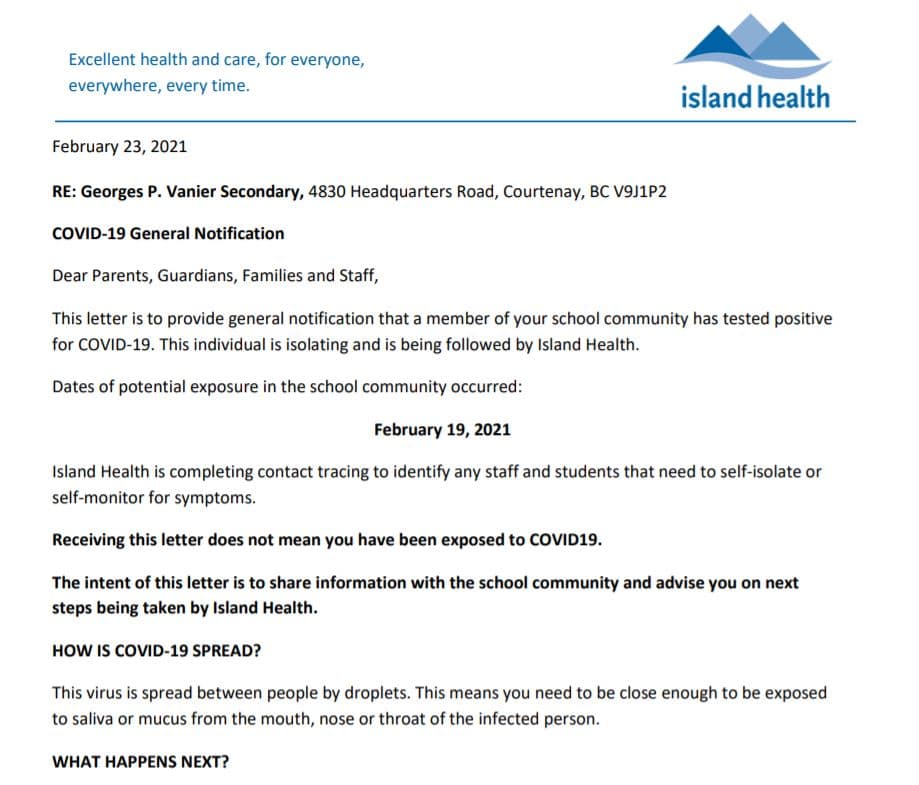 Excellent health and care, for everyone,
everywhere, every time.
island health
February 23, 2021
RE: Georges P. Vanier Secondary, 4830 Headquarters Road, Courtenay, BC V9J1P2
COVID-19 General Notification
Dear Parents, Guardians, Families and Staff,
This letter is to provide general notification that a member of your school community has tested positive
for COVID-19. This individual is isolating and is being followed by Island Health.
Dates of potential exposure in the school community occurred:
February 19, 2021
Island Health is completing contact tracing to identify any staff and students that need to self-isolate or
self-monitor for symptoms.
Receiving this letter does not mean you have been exposed to COVID19.
The intent of this letter is to share information with the school community and advise you on next
steps being taken by Island Health.
HOW IS COVID-19 SPREAD?
This virus is spread between people by droplets. This means you need to be close enough to be exposed
to saliva or mucus from the mouth, nose or throat of the infected person.
WHAT HAPPENS NEXT?